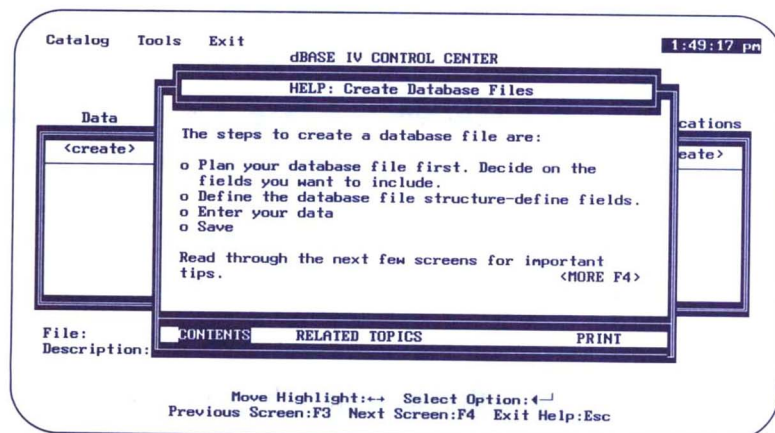 Catalog Tools Exit 1:49:17 pm
dBASE IV CONTROL CENTER
HELP: Create Database Files
Data cations
<create> eate>
The steps to create a database file are:
o Plan your database file first. Decide on the
fields you want to include.
o Define the database file structure-define fields.
o Enter your data
o Save
Read through the next few screens for important
tips. <MORE F4>
CONTENTS RELATED TOPICS PRINT
File:
Description:
Move Highlight:↔ Select Option:◄┘
Previous Screen:F3 Next Screen:F4 Exit Help:Esc